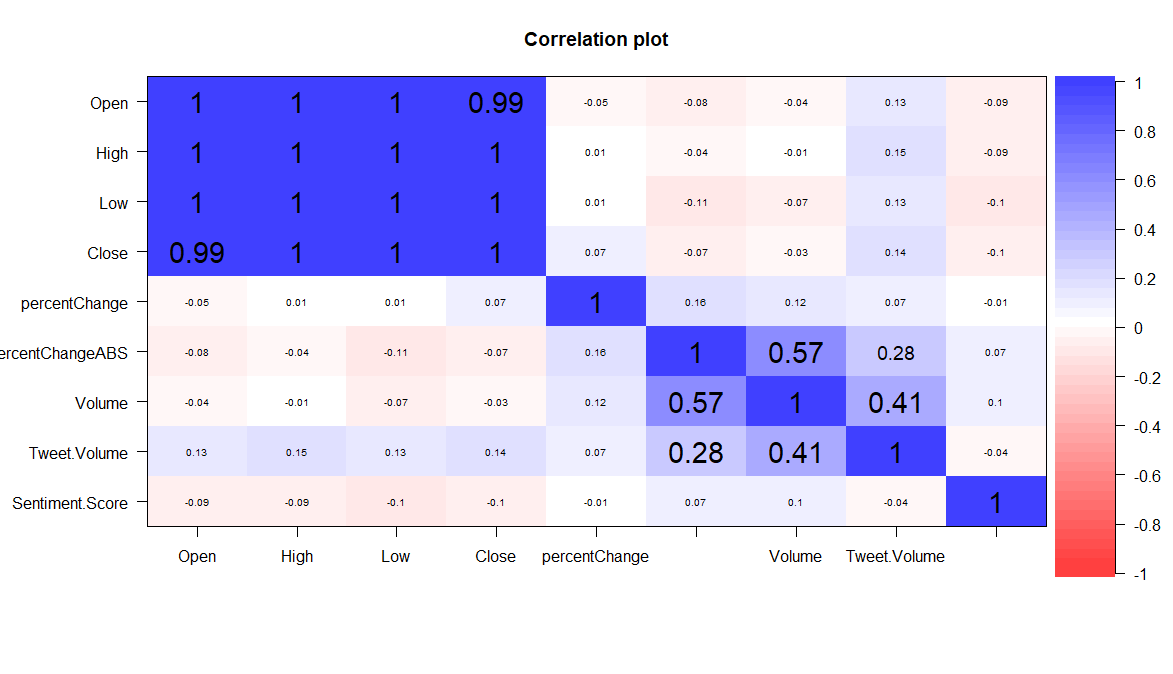 Correlation plot
Open 1 1 1 0.99 -0.05 -0.08 -0.04 0.13 -0.09
High 1 1 1 1 0.01 -0.04 -0.01 0.15 -0.09
Low 1 1 1 1 0.01 -0.11 -0.07 0.13 -0.1
Close 0.99 1 1 1 0.07 -0.07 -0.03 0.14 -0.1
percentChange -0.05 0.01 0.01 0.07 1 0.16 0.12 0.07 -0.01
ercentChangeABS -0.08 -0.04 -0.11 -0.07 0.16 1 0.57 0.28 0.07
Volume -0.04 -0.01 -0.07 -0.03 0.12 0.57 1 0.41 0.1
Tweet.Volume 0.13 0.15 0.13 0.14 0.07 0.28 0.41 1 -0.04
Sentiment.Score -0.09 -0.09 -0.1 -0.1 -0.01 0.07 0.1 -0.04 1
Open High Low Close percentChange Volume Tweet.Volume
1
0.8
0.6
0.4
0.2
0
-0.2
-0.4
-0.6
-0.8
-1